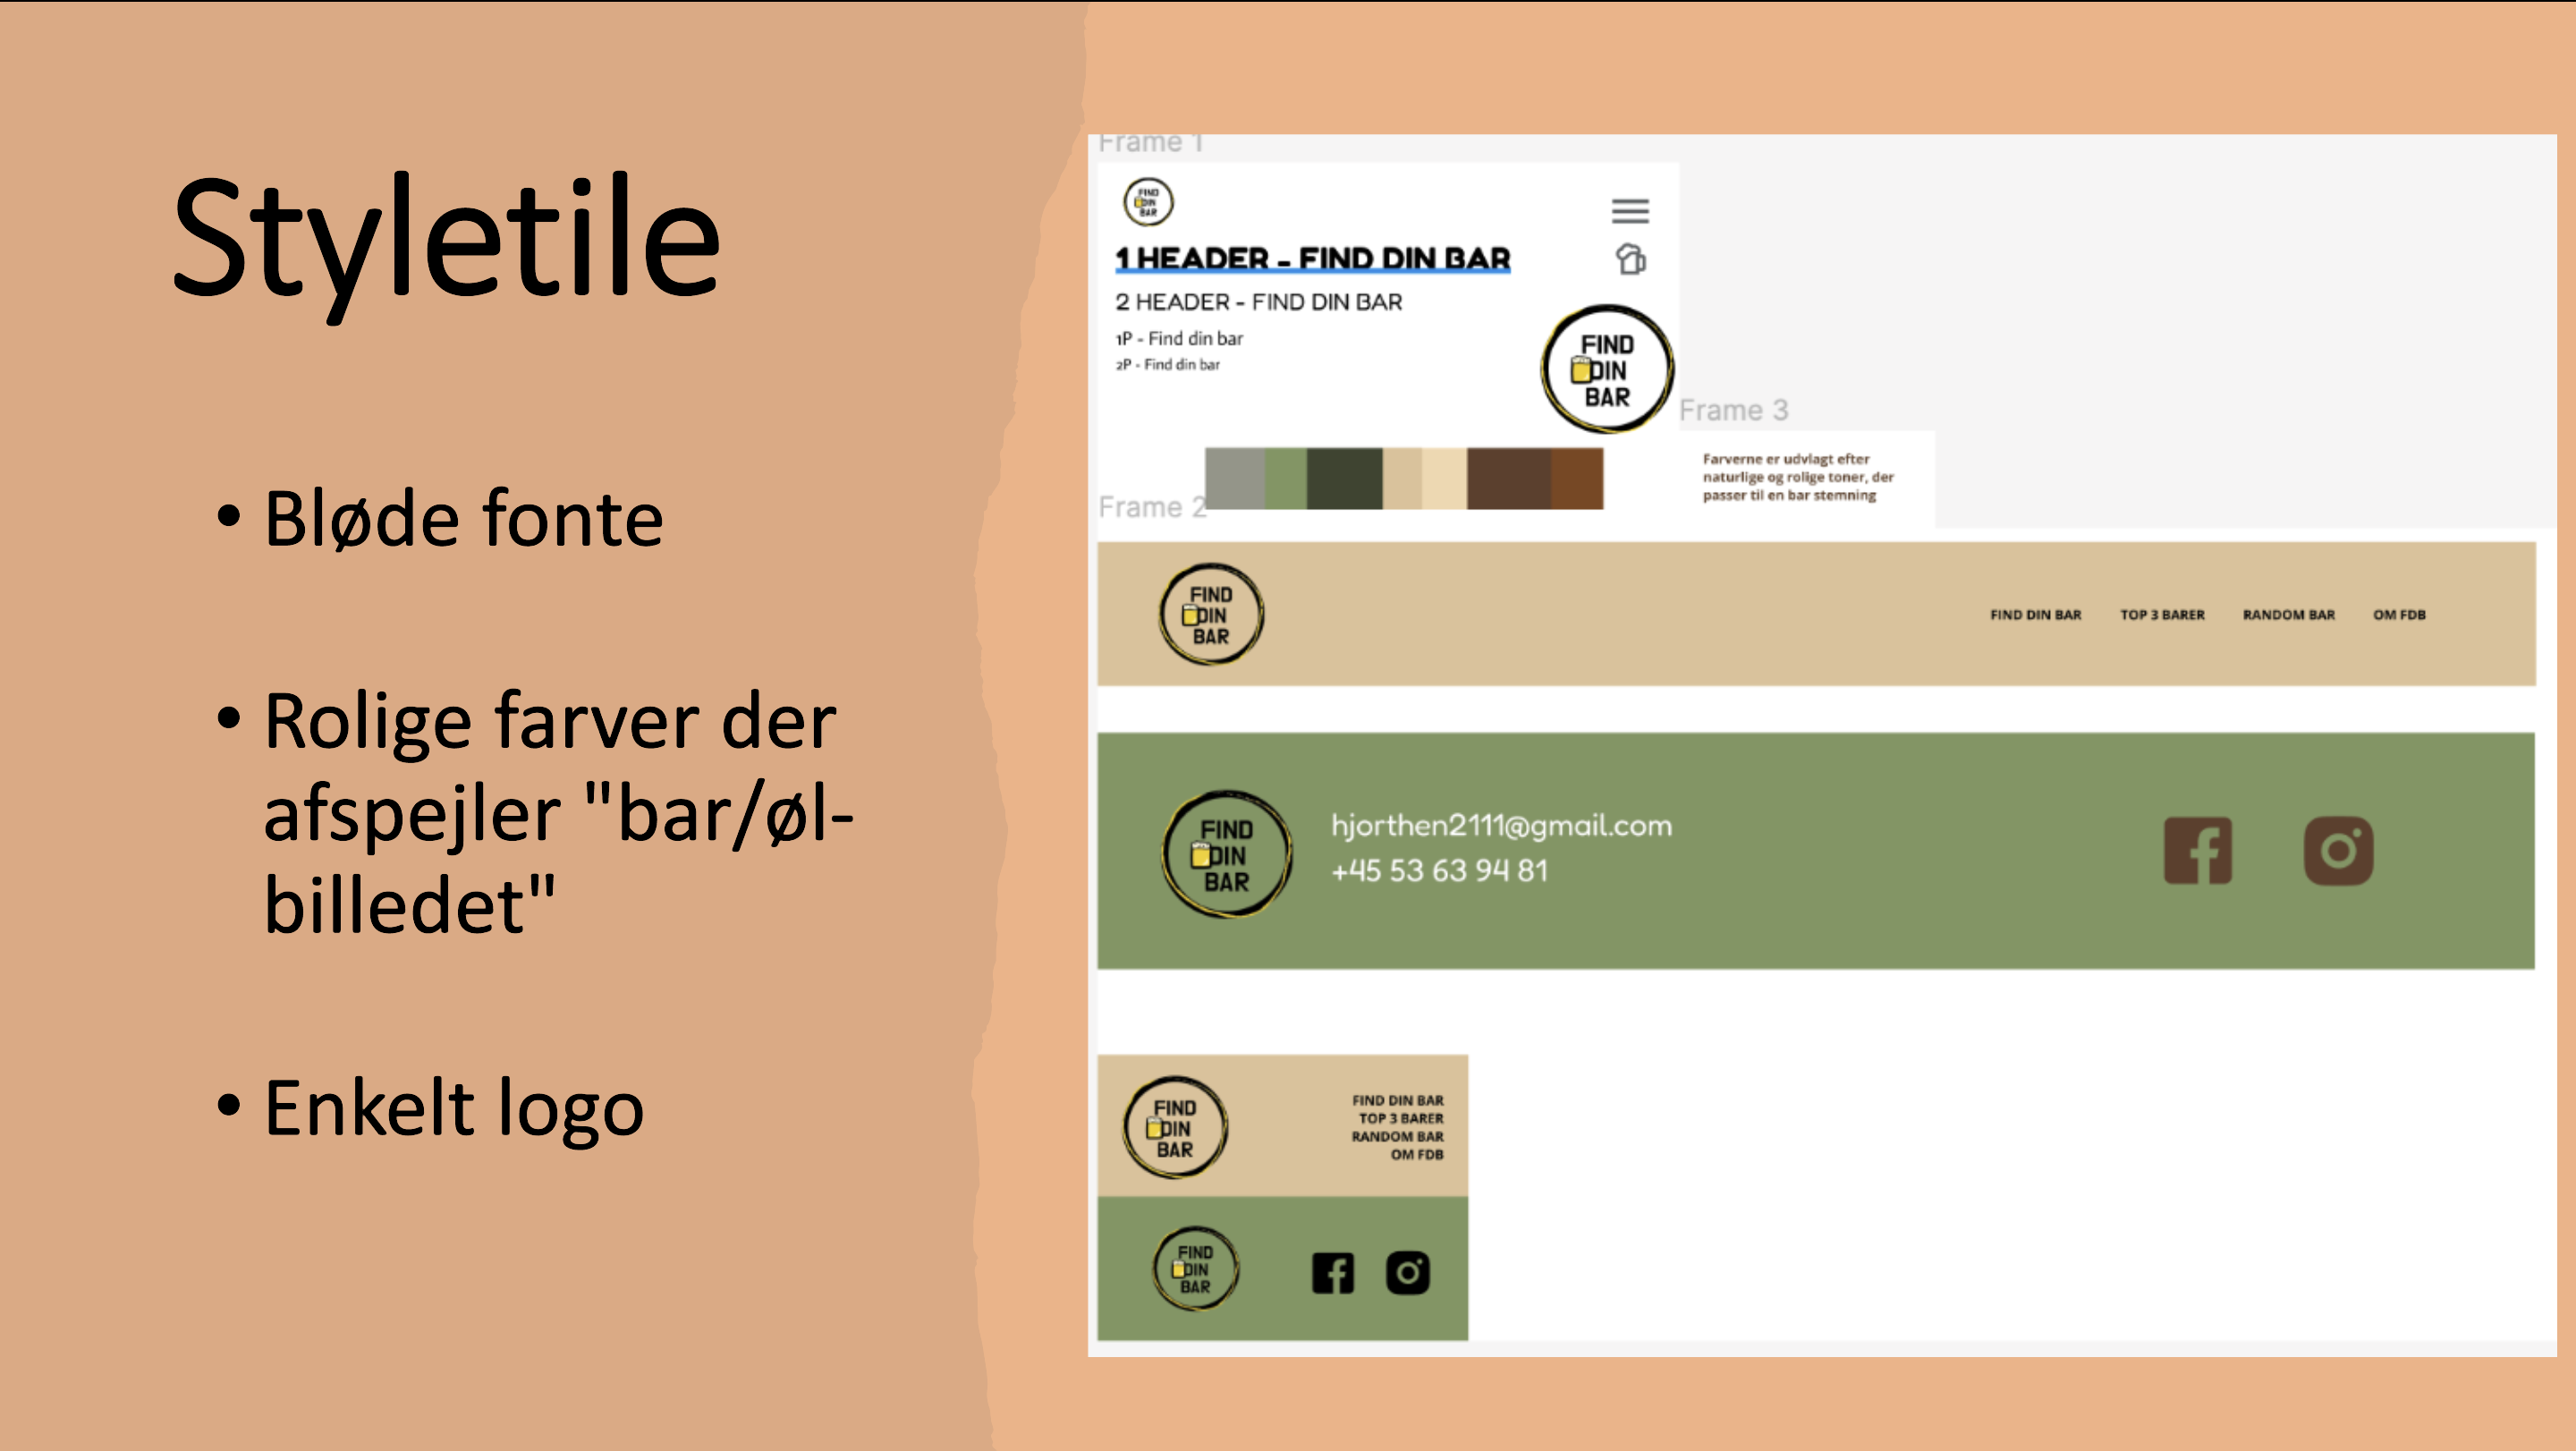 Styletile
• Bløde fonte
• Rolige farver der
afspejler "bar/øl-
billedet"
• Enkelt logo
Frame 1
FIND
DIN
BAR
1 HEADER - FIND DIN BAR
2 HEADER - FIND DIN BAR
1P - Find din bar
2P - Find din bar
FIND
DIN
BAR
Frame 3
Farverne er udvlagt efter
naturlige og rolige toner, der
passer til en bar stemning
Frame 2
FIND
DIN
BAR
FIND DIN BAR TOP 3 BARER RANDOM BAR OM FDB
FIND
DIN
BAR
hjorthen2111@gmail.com
+45 53 63 94 81
FIND
DIN
BAR
FIND DIN BAR
TOP 3 BARER
RANDOM BAR
OM FDB
FIND
DIN
BAR